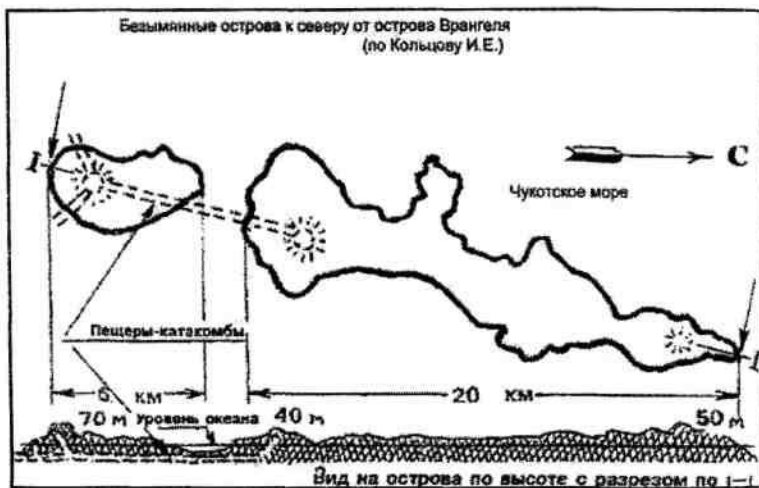 Безымянные острова к северу от острова Врангеля
(по Кольцову И.Е.)
I
С
Чукотское море
Пещеры-катакомбы
I
6 км
20 км
70 м
Уровень океана
40 м
50 м
Вид на острова по высоте с разрезом по I–I